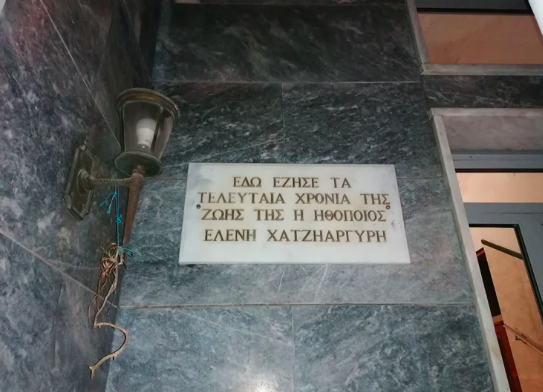 ΕΔΩ ΕΖΗΣΕ ΤΑ
ΤΕΛΕΥΤΑΙΑ ΧΡΟΝΙΑ ΤΗΣ
ΖΩΗΣ ΤΗΣ Η ΗΘΟΠΟΙΟΣ
ΕΛΕΝΗ ΧΑΤΖΗΑΡΓΥΡΗ